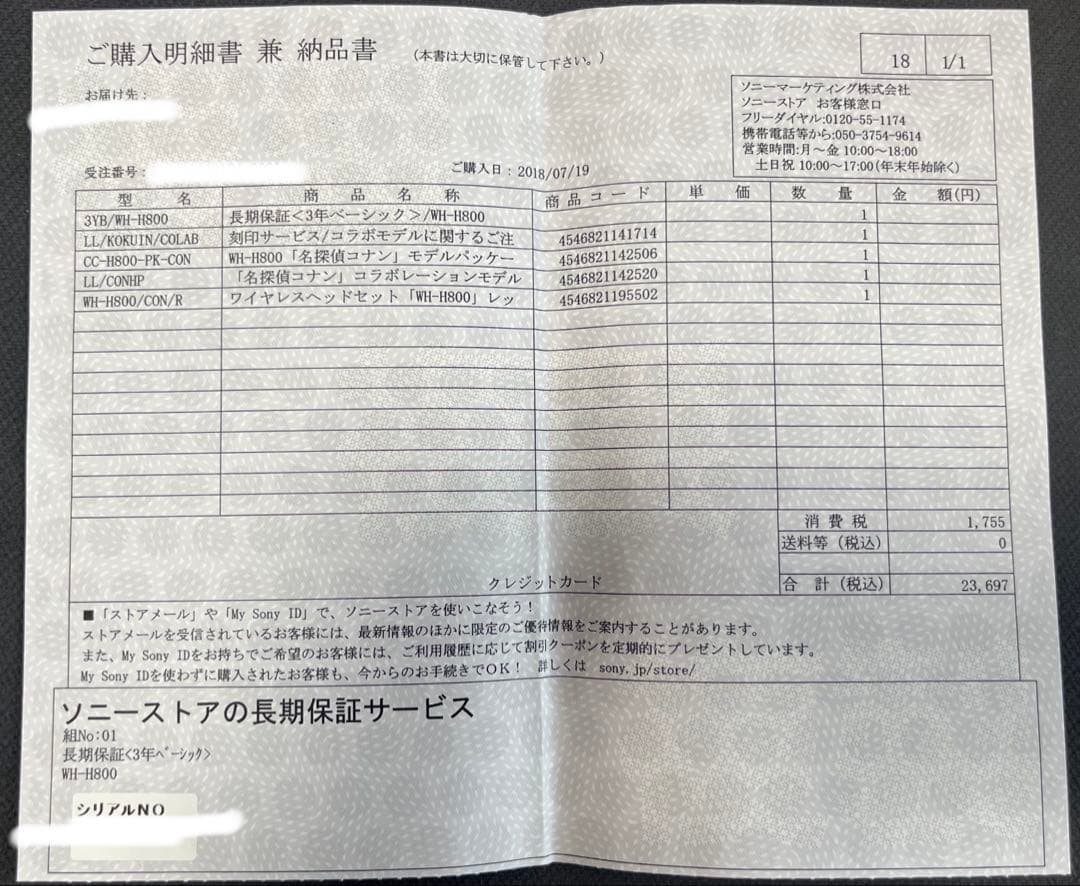 ご購入明細書 兼 納品書 (本書は大切に保管して下さい。)
18 1/1
お届け先:
ソニーマーケティング株式会社
ソニーストア お客様窓口
フリーダイヤル:0120-55-1174
携帯電話等から:050-3754-9614
営業時間:月～金 10:00～18:00
土日祝 10:00～17:00(年末年始除く)
受注番号: ご購入日:2018/07/19
型 名 商 品 名 称 商品コード 単 価 数 量 金 額(円)
3YB/WH-H800 長期保証<3年ベーシック>/WH-H800 1
LL/KOKUIN/COLAB 刻印サービス/コラボモデルに関するご注 4546821141714 1
CC-H800-PK-CON WH-H800「名探偵コナン」モデルパッケー 4546821142506 1
LL/CONHP 「名探偵コナン」コラボレーションモデル 4546821142520 1
WH-H800/CON/R ワイヤレスヘッドセット「WH-H800」レッ 4546821195502 1
消費税 1,755
送料等(税込) 0
クレジットカード 合 計(税込) 23,697
■「ストアメール」や「My Sony ID」で、ソニーストアを使いこなそう!
ストアメールを受信されているお客様には、最新情報のほかに限定のご優待情報をご案内することがあります。
また、My Sony IDをお持ちでご希望のお客様には、ご利用履歴に応じて割引クーポンを定期的にプレゼントしています。
My Sony IDを使わずに購入されたお客様も、今からのお手続きでOK! 詳しくは sony.jp/store/
ソニーストアの長期保証サービス
組No:01
長期保証<3年ﾍﾞｰｼｯｸ>
WH-H800
シリアルNO